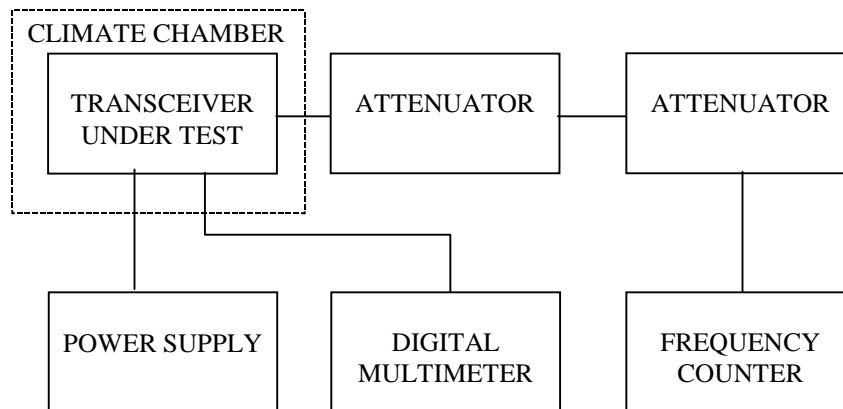 CLIMATE CHAMBER
TRANSCEIVER
UNDER TEST
ATTENUATOR
ATTENUATOR
POWER SUPPLY
DIGITAL
MULTIMETER
FREQUENCY
COUNTER